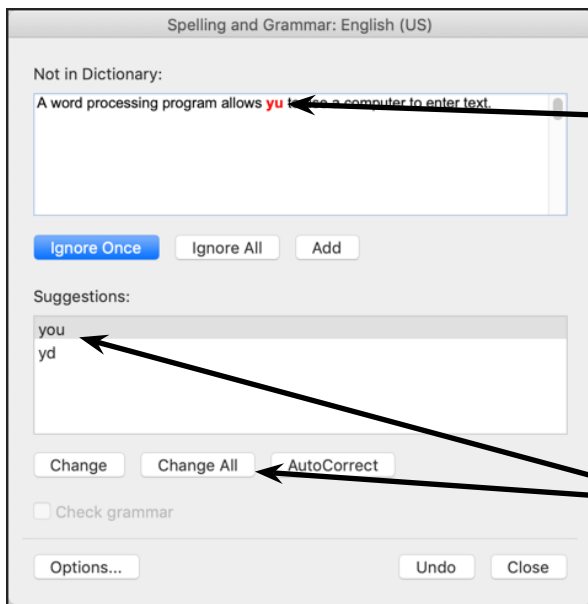 Spelling and Grammar: English (US)
Not in Dictionary:
A word processing program allows yu to use a computer to enter text.
Ignore Once Ignore All Add
Suggestions:
you
yd
Change Change All AutoCorrect
Check grammar
Options... Undo Close